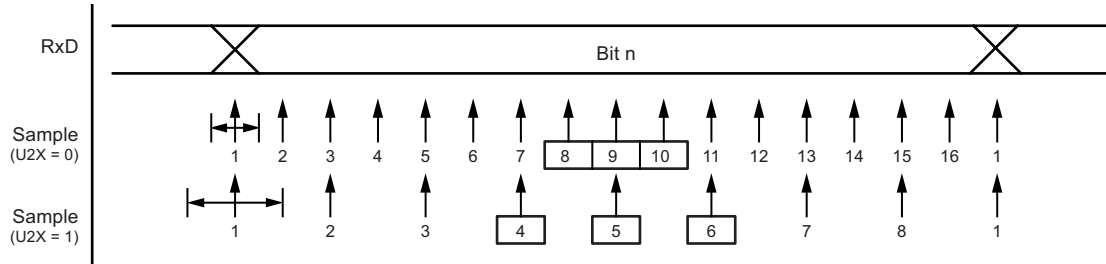 RxD
Bit n
Sample
(U2X = 0)
1 2 3 4 5 6 7 8 9 10 11 12 13 14 15 16 1
Sample
(U2X = 1)
1 2 3 4 5 6 7 8 1